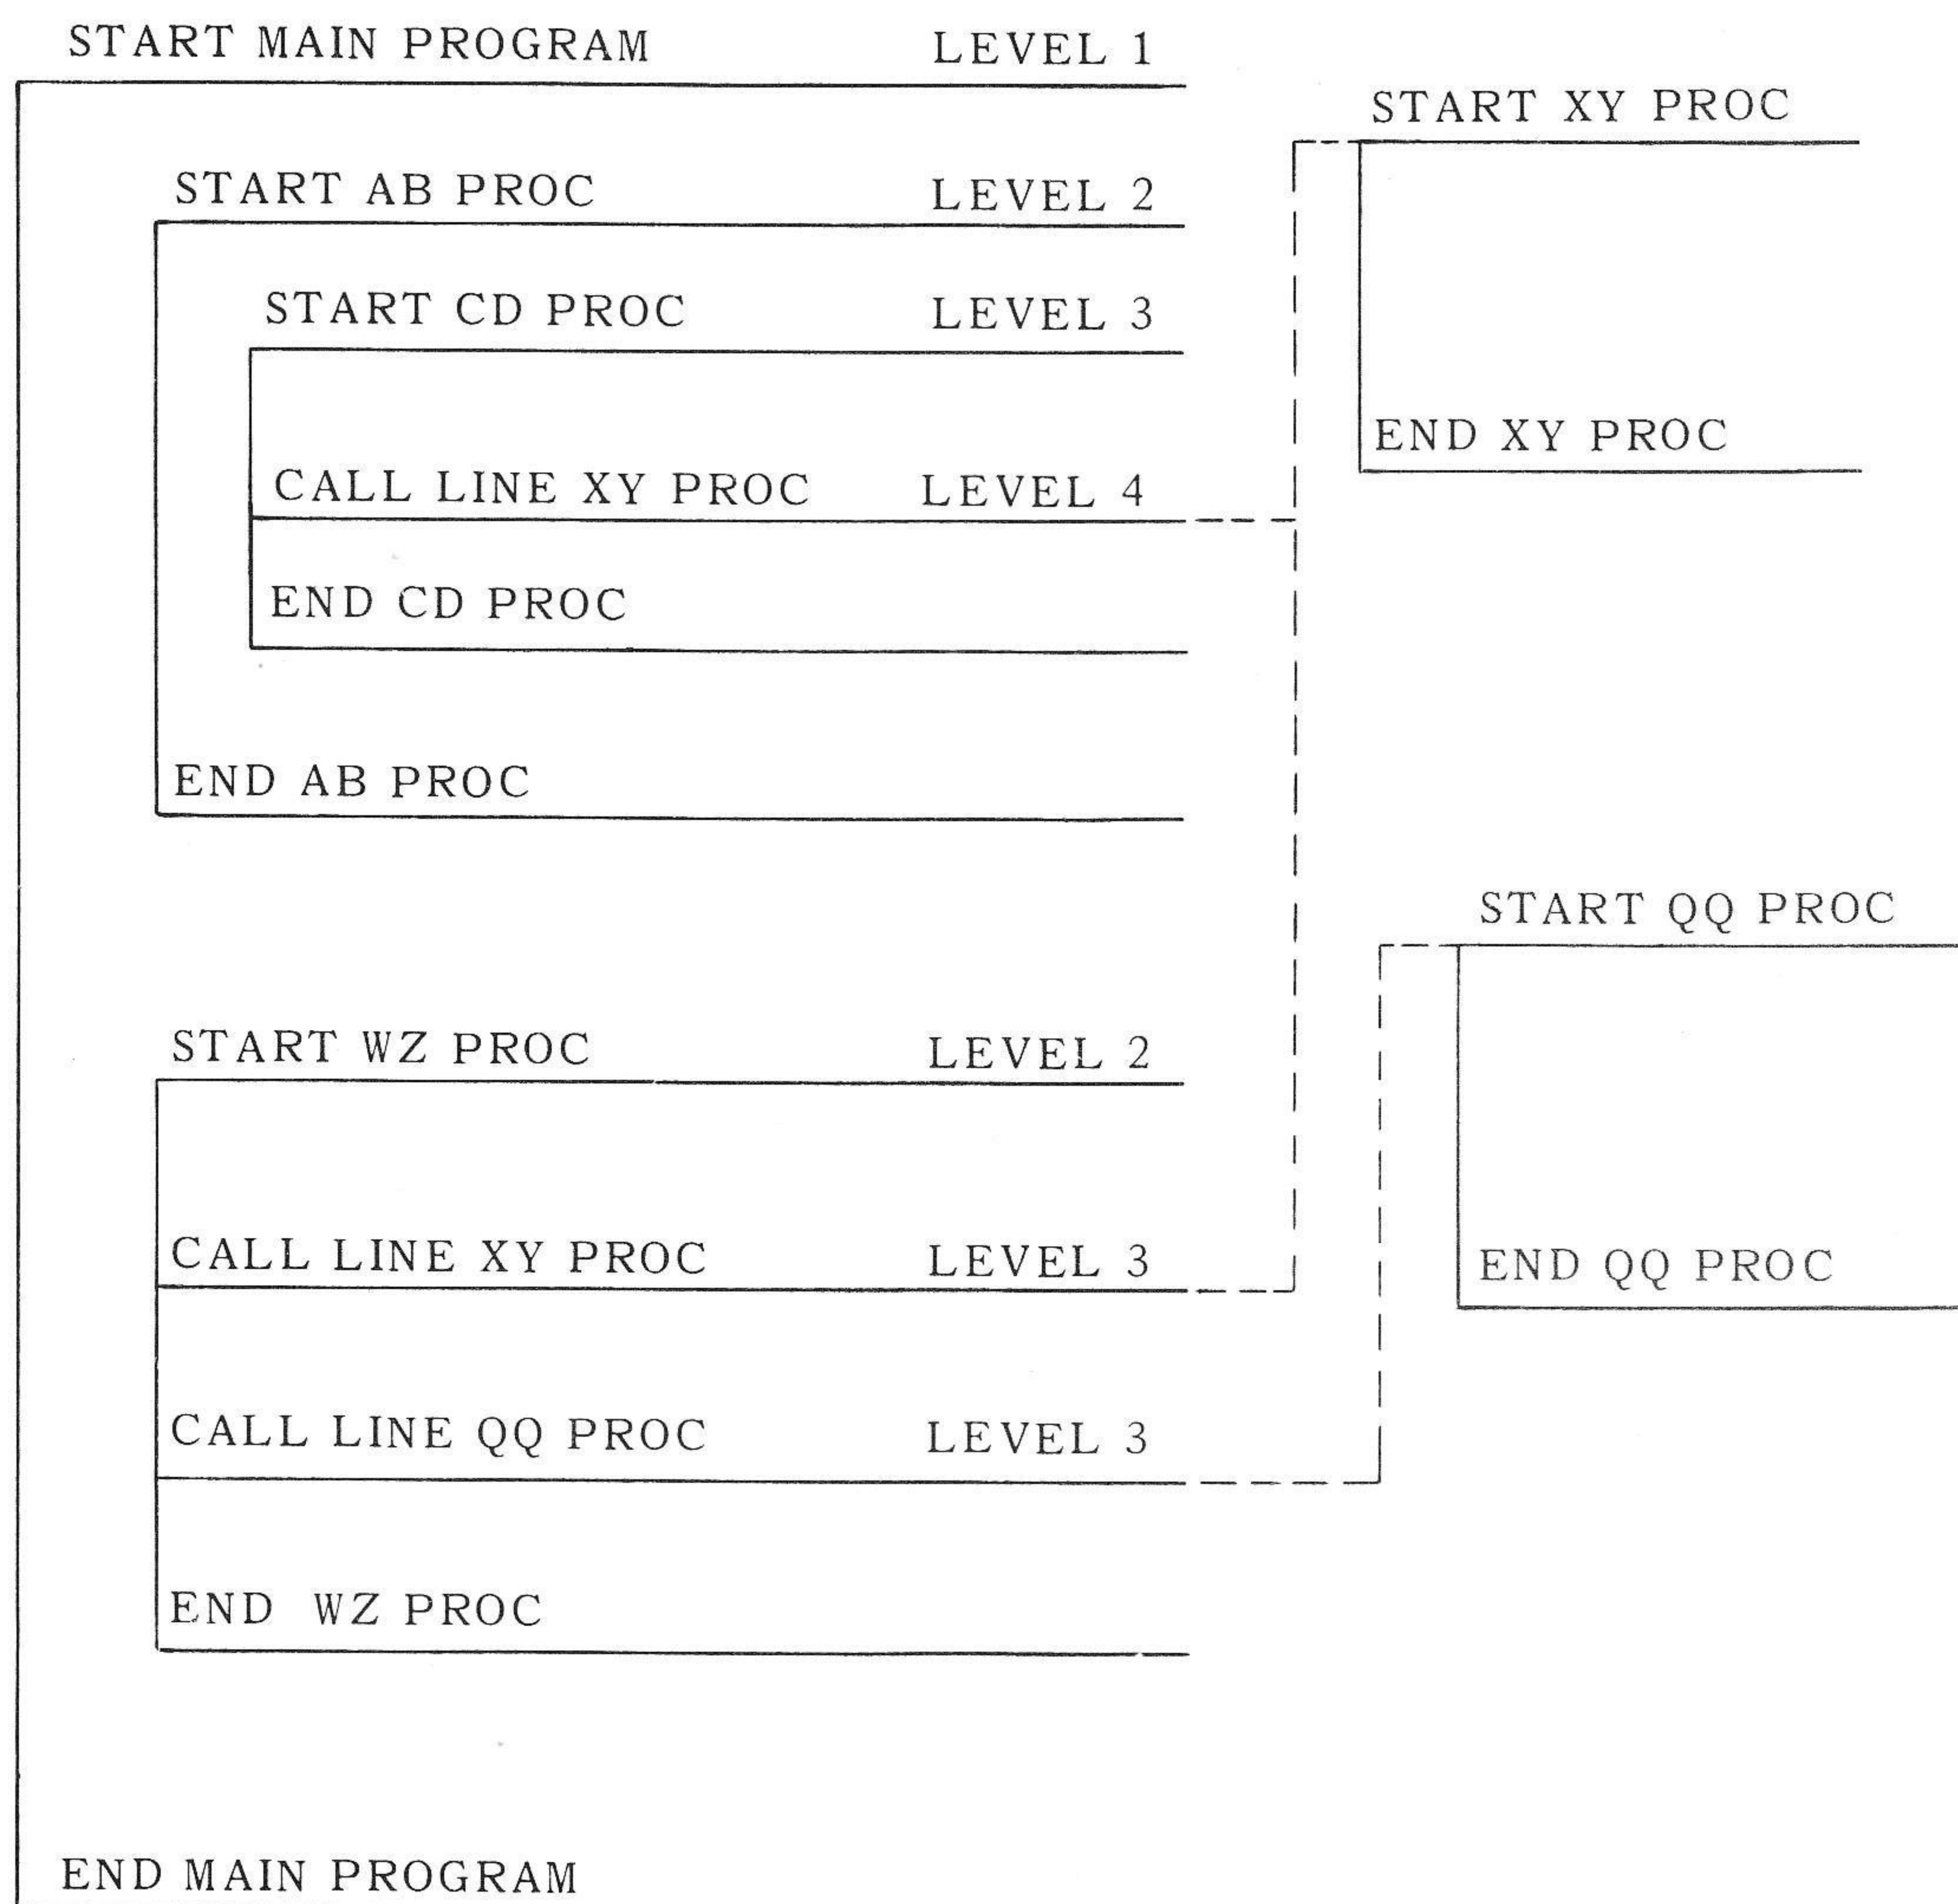 START MAIN PROGRAM LEVEL 1
START AB PROC LEVEL 2
START CD PROC LEVEL 3
CALL LINE XY PROC LEVEL 4
END CD PROC
END AB PROC
START WZ PROC LEVEL 2
CALL LINE XY PROC LEVEL 3
CALL LINE QQ PROC LEVEL 3
END WZ PROC
END MAIN PROGRAM
START XY PROC
END XY PROC
START QQ PROC
END QQ PROC